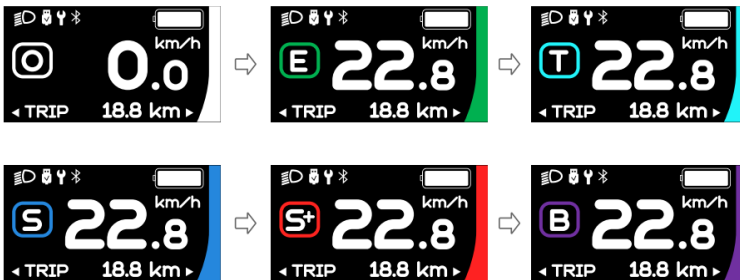 km/h
O 0.0
TRIP 18.8 km
km/h
E 22.8
TRIP 18.8 km
km/h
T 22.8
TRIP 18.8 km
km/h
S 22.8
TRIP 18.8 km
km/h
S+ 22.8
TRIP 18.8 km
km/h
B 22.8
TRIP 18.8 km